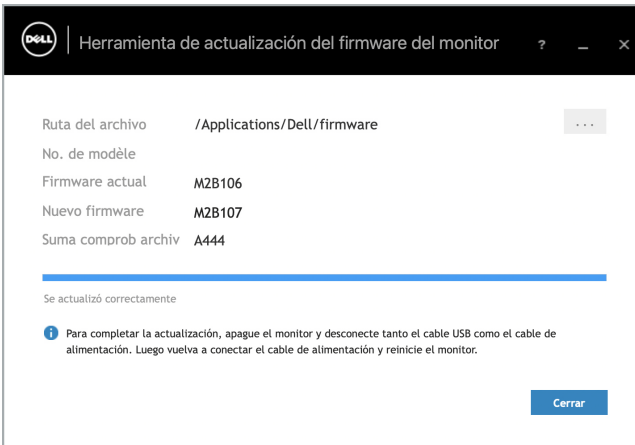 DELL Herramienta de actualización del firmware del monitor ? _ ×
Ruta del archivo /Applications/Dell/firmware ...
No. de modèle
Firmware actual M2B106
Nuevo firmware M2B107
Suma comprob archiv A444
Se actualizó correctamente
Para completar la actualización, apague el monitor y desconecte tanto el cable USB como el cable de
alimentación. Luego vuelva a conectar el cable de alimentación y reinicie el monitor.
Cerrar